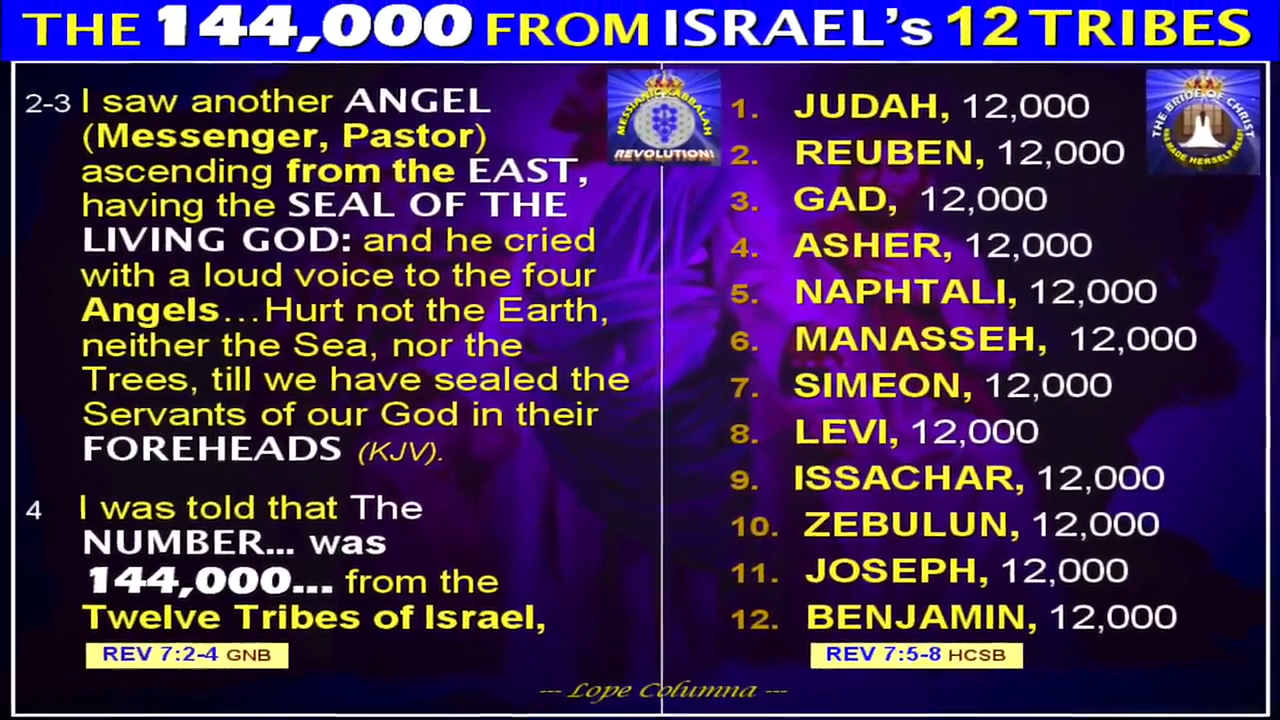 THE 144,000 FROM ISRAEL's 12 TRIBES
2-3 I saw another ANGEL
(Messenger, Pastor)
ascending from the EAST,
having the SEAL OF THE
LIVING GOD: and he cried
with a loud voice to the four
Angels...Hurt not the Earth,
neither the Sea, nor the
Trees, till we have sealed the
Servants of our God in their
FOREHEADS (KJV).
4 I was told that The
NUMBER... was
144,000... from the
Twelve Tribes of Israel,
REV 7:2-4 GNB
MESSIANIC KABBALAH
REVOLUTION!
THE BRIDE OF CHRIST
HAS MADE HERSELF READY
1. JUDAH, 12,000
2. REUBEN, 12,000
3. GAD, 12,000
4. ASHER, 12,000
5. NAPHTALI, 12,000
6. MANASSEH, 12,000
7. SIMEON, 12,000
8. LEVI, 12,000
9. ISSACHAR, 12,000
10. ZEBULUN, 12,000
11. JOSEPH, 12,000
12. BENJAMIN, 12,000
REV 7:5-8 HCSB
--- Lope Columna ---